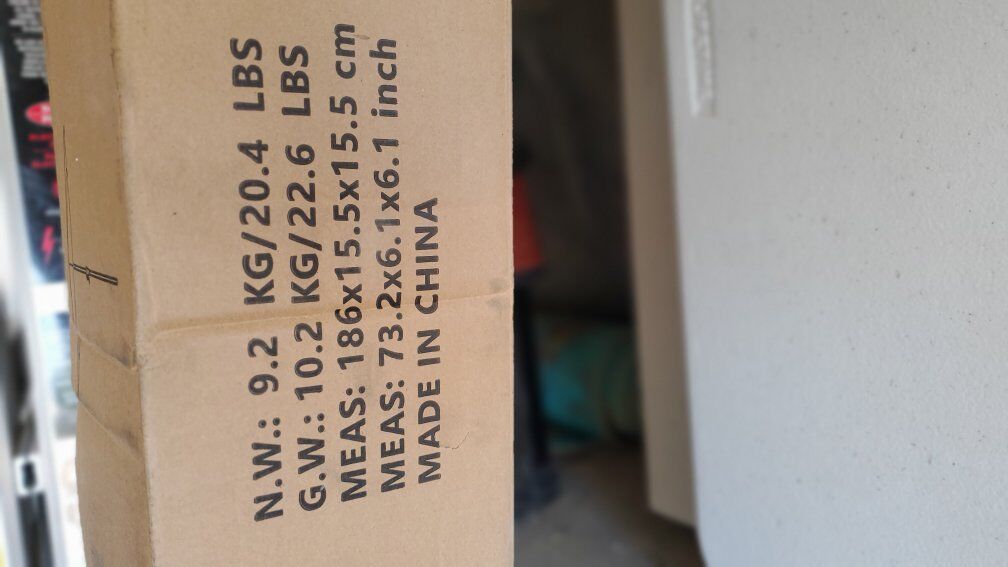 N.W.: 9.2 KG/20.4 LBS
G.W.: 10.2 KG/22.6 LBS
MEAS: 186x15.5x15.5 cm
MEAS: 73.2x6.1x6.1 inch
MADE IN CHINA